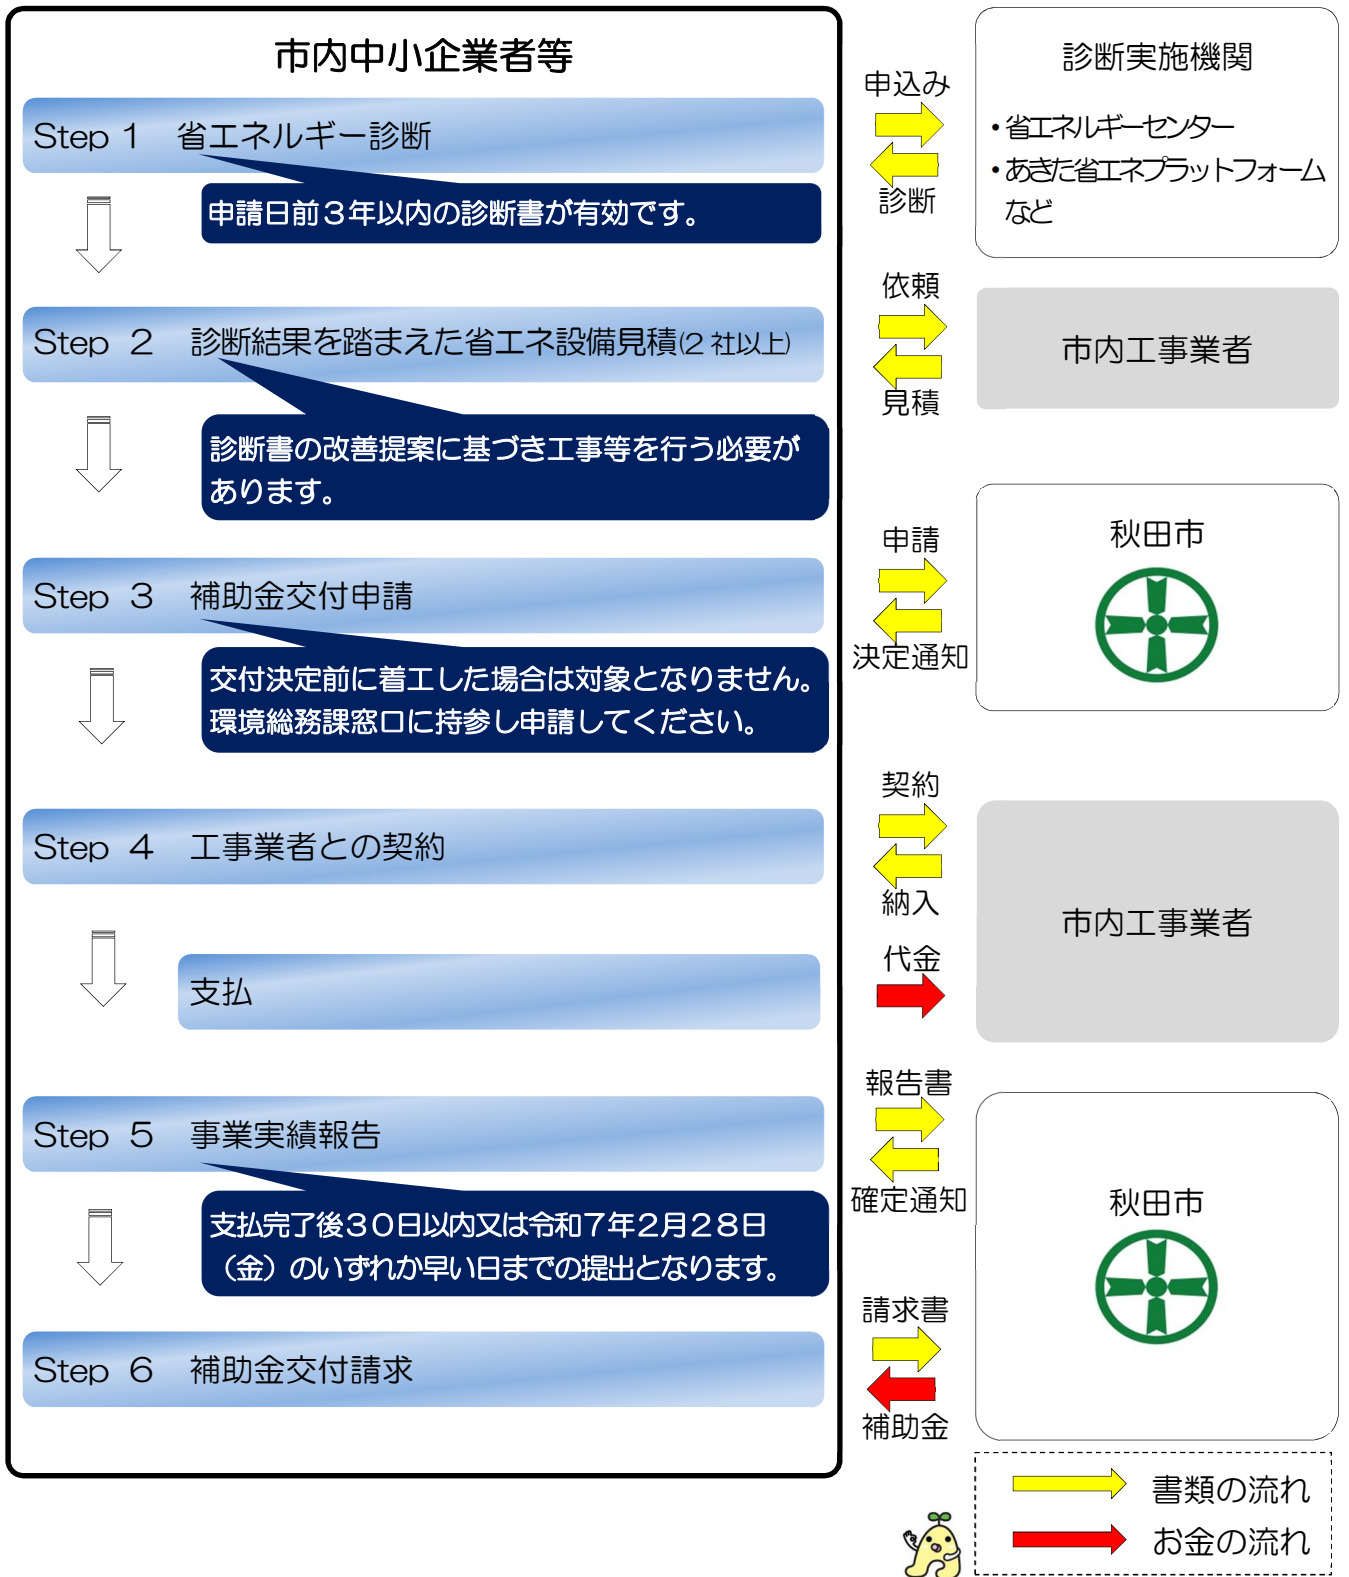 市内中小企業者等
Step 1 省エネルギー診断
申請日前３年以内の診断書が有効です。
申込み
診断
診断実施機関
・省エネルギーセンター
・あきた省エネプラットフォーム
など
Step 2 診断結果を踏まえた省エネ設備見積(2 社以上)
診断書の改善提案に基づき工事等を行う必要が
あります。
依頼
見積
市内工事業者
Step 3 補助金交付申請
交付決定前に着工した場合は対象となりません。
環境総務課窓口に持参し申請してください。
申請
決定通知
秋田市
Step 4 工事業者との契約
契約
納入
支払
代金
市内工事業者
Step 5 事業実績報告
支払完了後３０日以内又は令和７年２月２８日
（金）のいずれか早い日までの提出となります。
報告書
確定通知
秋田市
Step 6 補助金交付請求
請求書
補助金
書類の流れ
お金の流れ